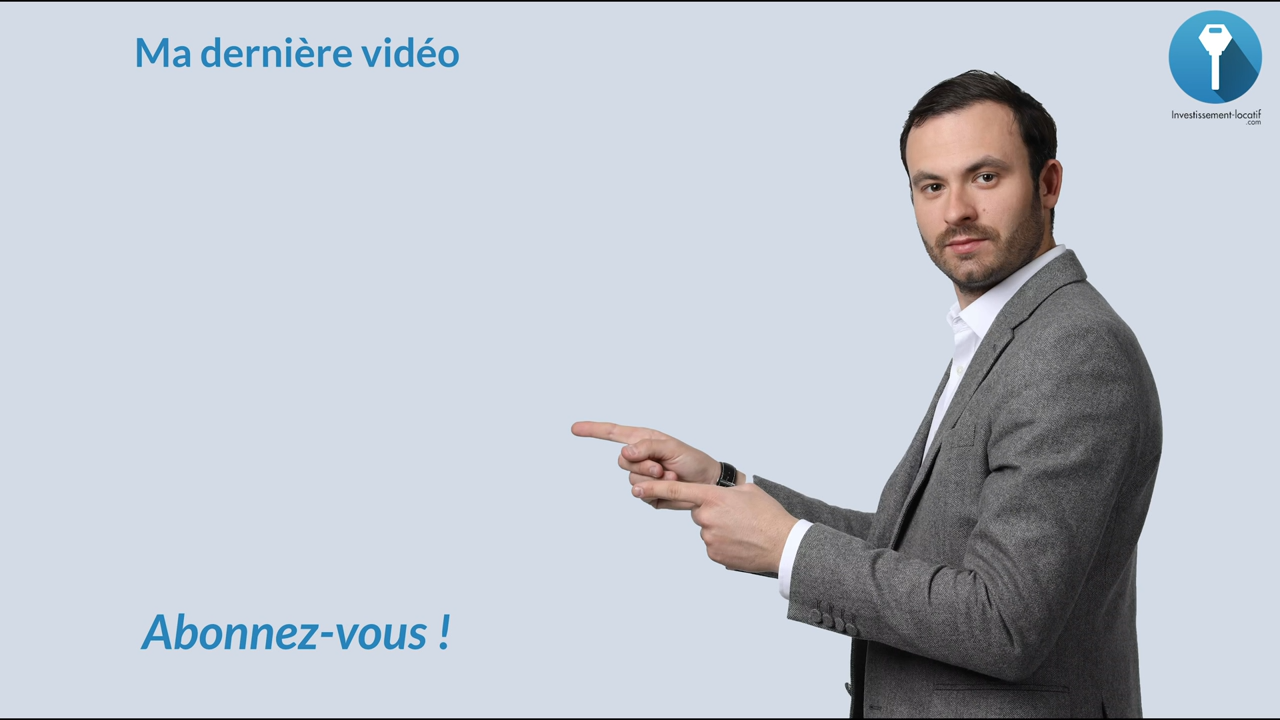 Ma dernière vidéo
Investissement-locatif
.com
Abonnez-vous !